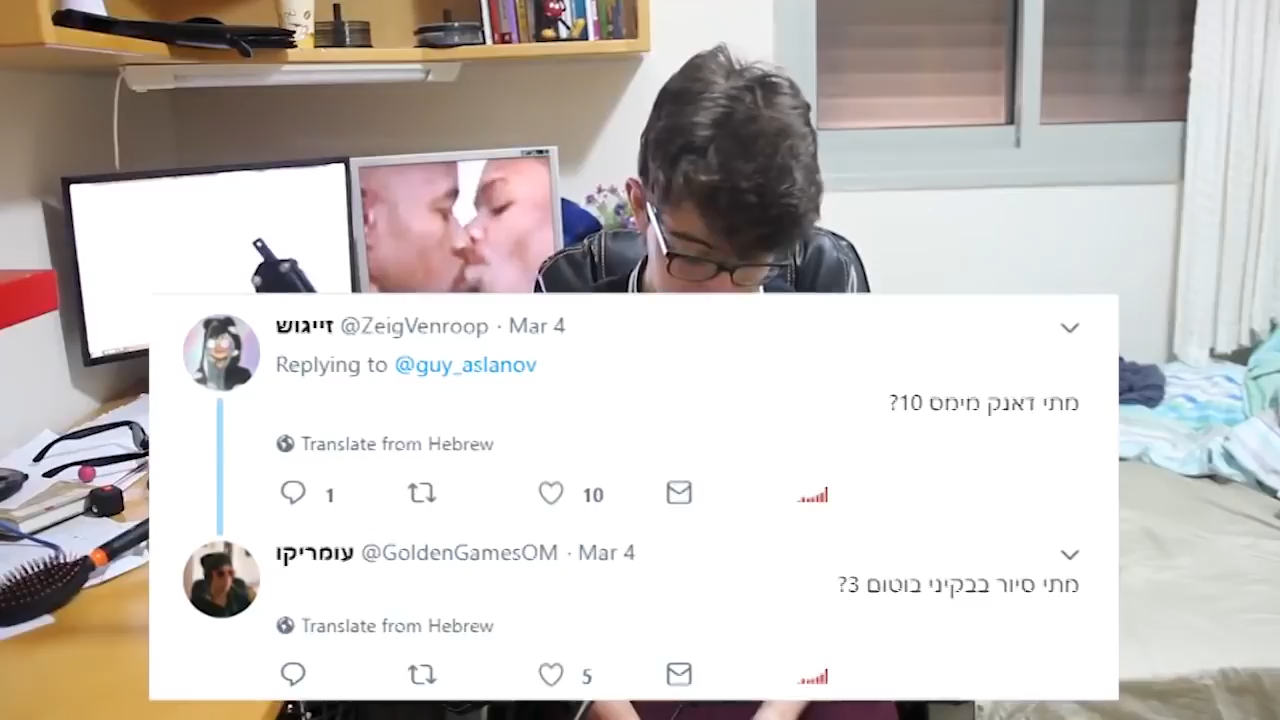 זייגוש @ZeigVenroop · Mar 4
Replying to @guy_aslanov
מתי דאנק מימס 10?
Translate from Hebrew
1 10
עומריקו @GoldenGamesOM · Mar 4
מתי סיור בבקיני בוטום 3?
Translate from Hebrew
5